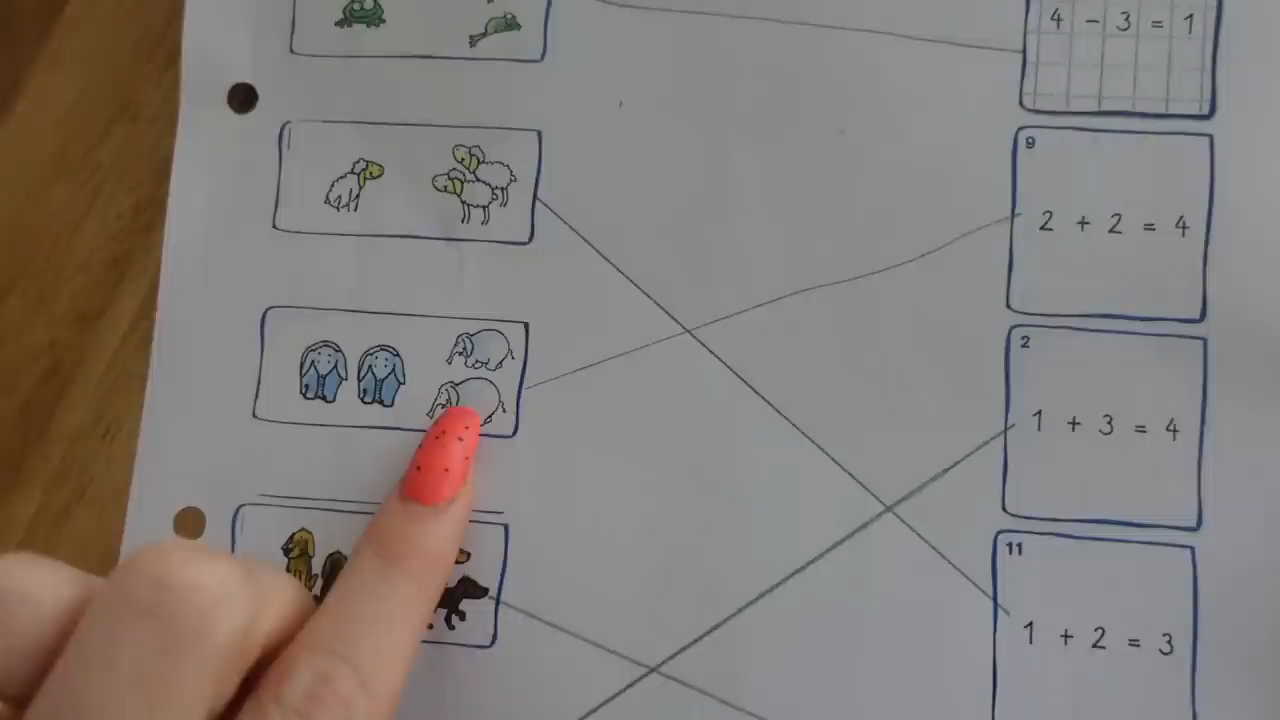 4 - 3 = 1
9
2 + 2 = 4
2
1 + 3 = 4
11
1 + 2 = 3